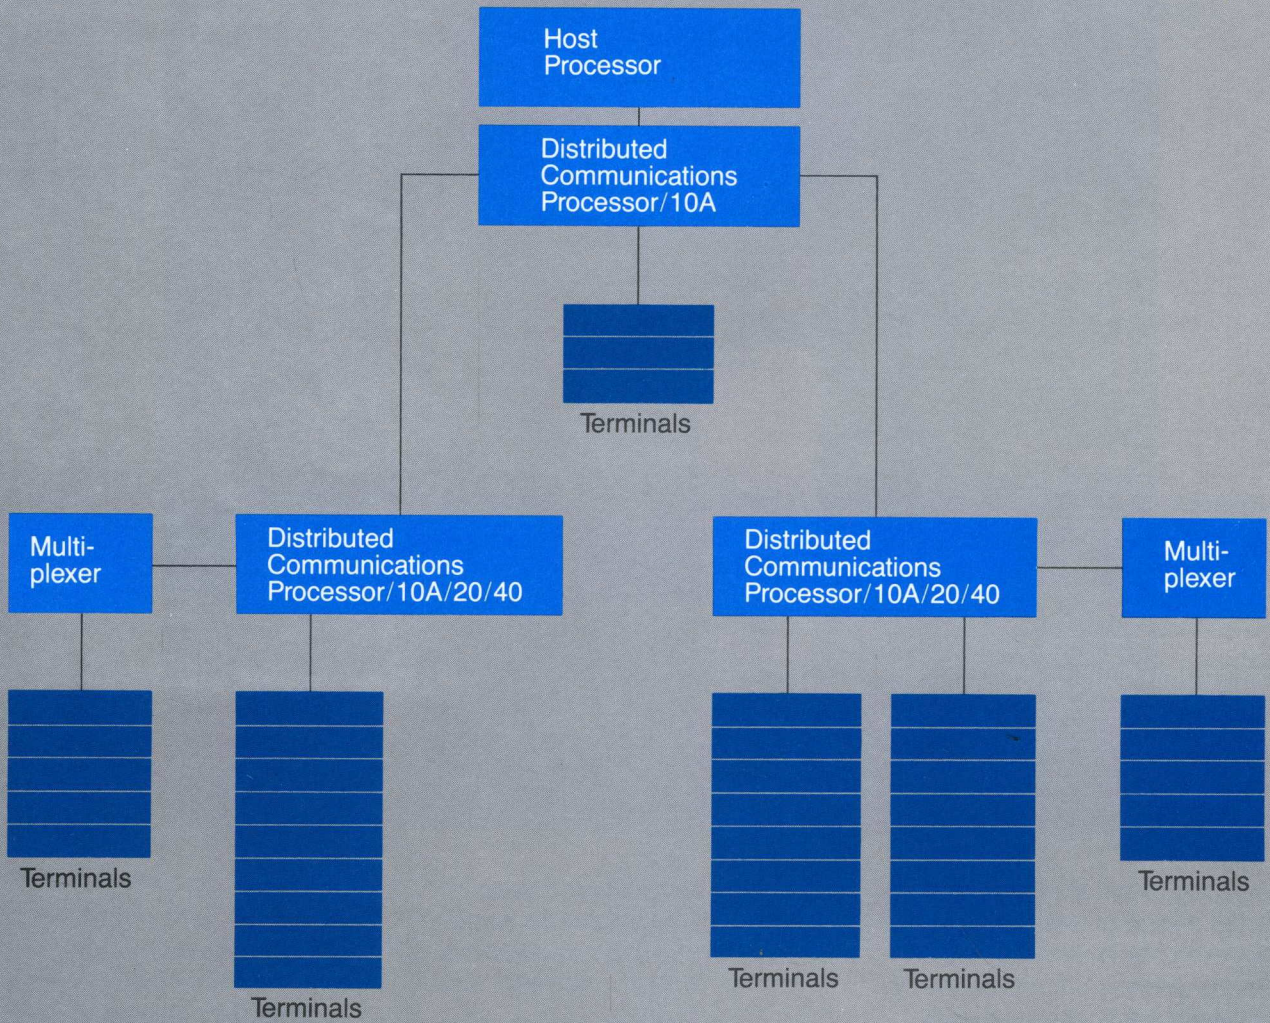 Host
Processor
Distributed
Communications
Processor/10A
Terminals
Multi-
plexer
Distributed
Communications
Processor/10A/20/40
Distributed
Communications
Processor/10A/20/40
Multi-
plexer
Terminals
Terminals
Terminals
Terminals
Terminals